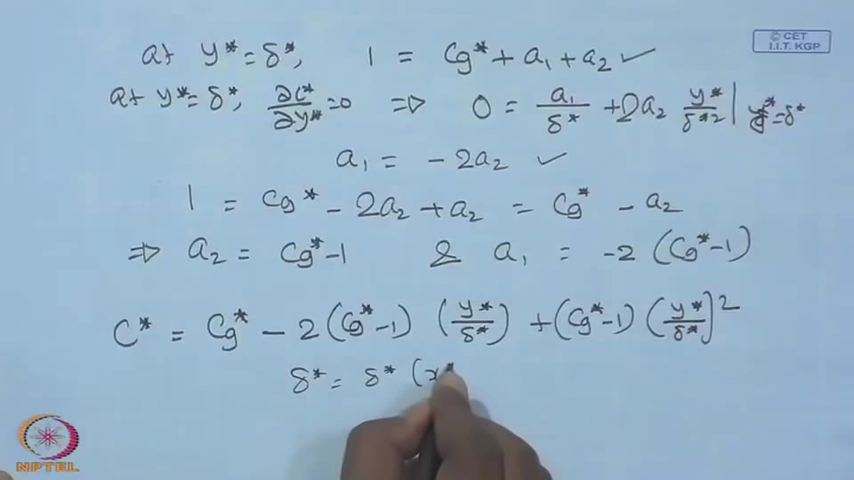 © CET
I.I.T. KGP
at y* = δ*, 1 = Cg* + a₁ + a₂ ✓
at y* = δ*, ∂c*/∂y* = 0 ⇒ 0 = a₁/δ* + 2a₂ y*/δ*² | y* = δ*
a₁ = -2a₂ ✓
1 = Cg* - 2a₂ + a₂ = Cg* - a₂
⇒ a₂ = Cg* - 1 & a₁ = -2 (Cg* - 1)
C* = Cg* - 2 (Cg* - 1) (y*/δ*) + (Cg* - 1) (y*/δ*)²
δ* = δ* (x*
NPTEL